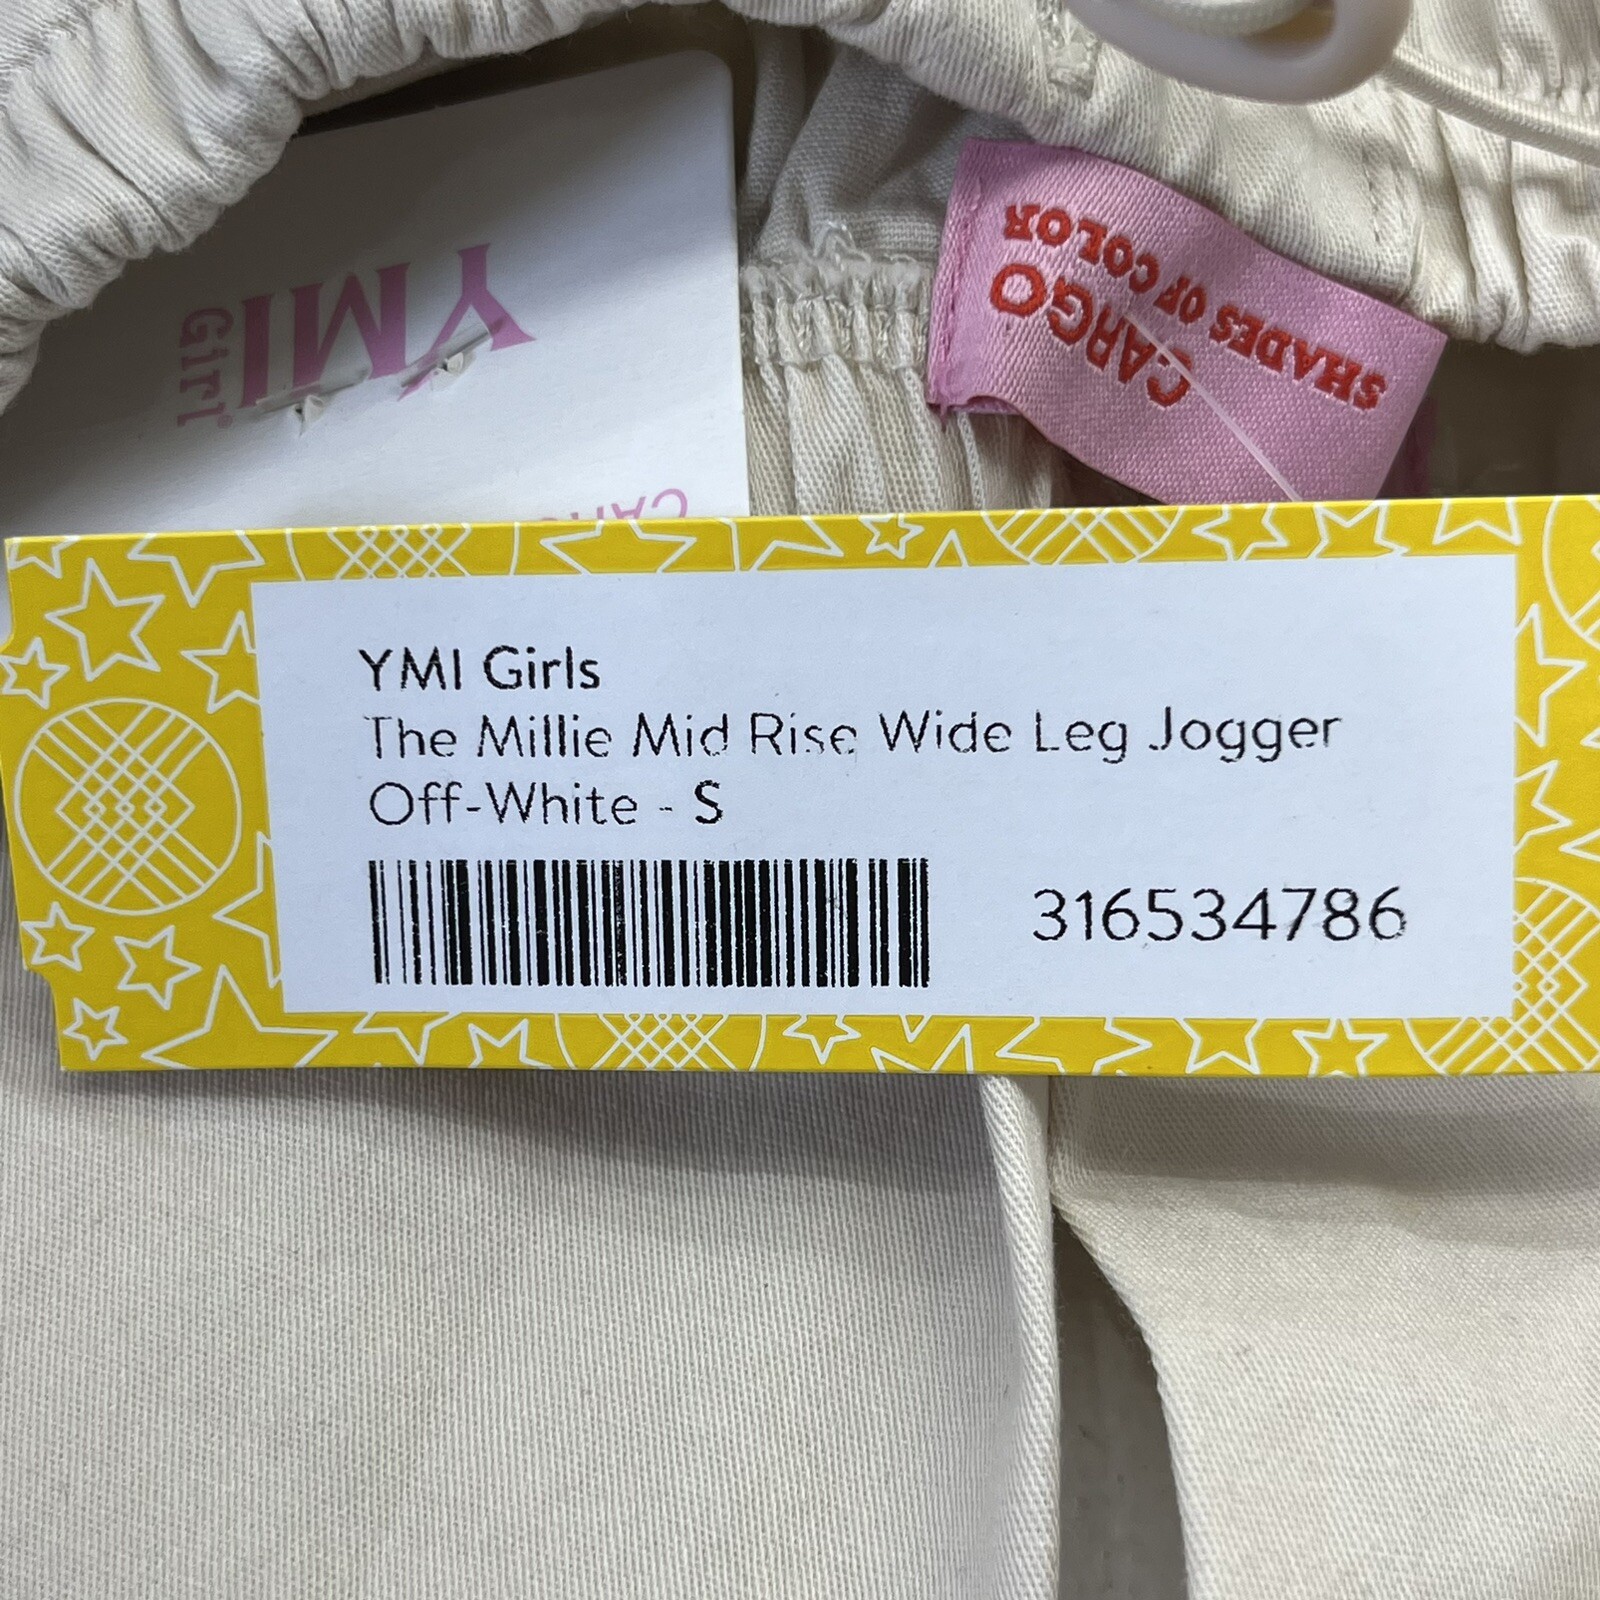 YMI
Girl
CARGO
SHADES OF COLOR
YMI Girls
The Millie Mid Rise Wide Leg Jogger
Off-White - S
316534786